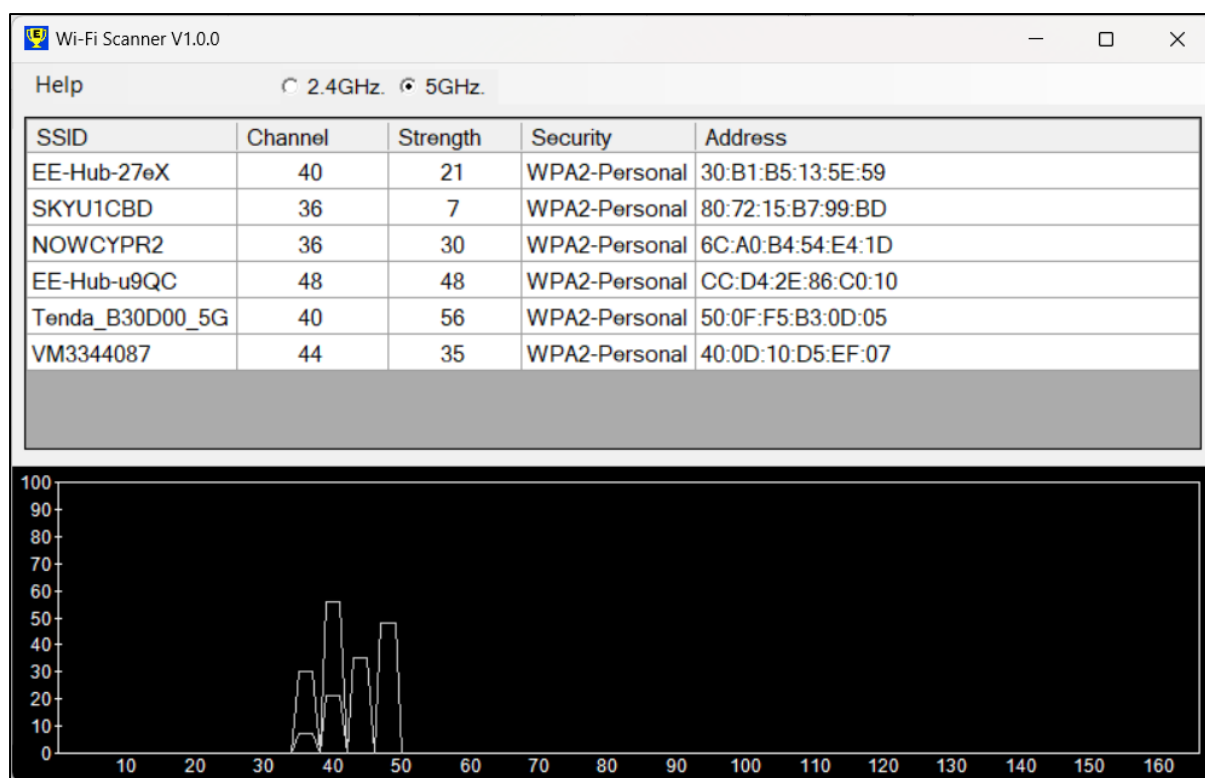 Wi-Fi Scanner V1.0.0
Help 2.4GHz. 5GHz.
SSID Channel Strength Security Address
EE-Hub-27eX 40 21 WPA2-Personal 30:B1:B5:13:5E:59
SKYU1CBD 36 7 WPA2-Personal 80:72:15:B7:99:BD
NOWCYPR2 36 30 WPA2-Personal 6C:A0:B4:54:E4:1D
EE-Hub-u9QC 48 48 WPA2-Personal CC:D4:2E:86:C0:10
Tenda_B30D00_5G 40 56 WPA2-Personal 50:0F:F5:B3:0D:05
VM3344087 44 35 WPA2-Personal 40:0D:10:D5:EF:07
100
90
80
70
60
50
40
30
20
10
0
10 20 30 40 50 60 70 80 90 100 110 120 130 140 150 160